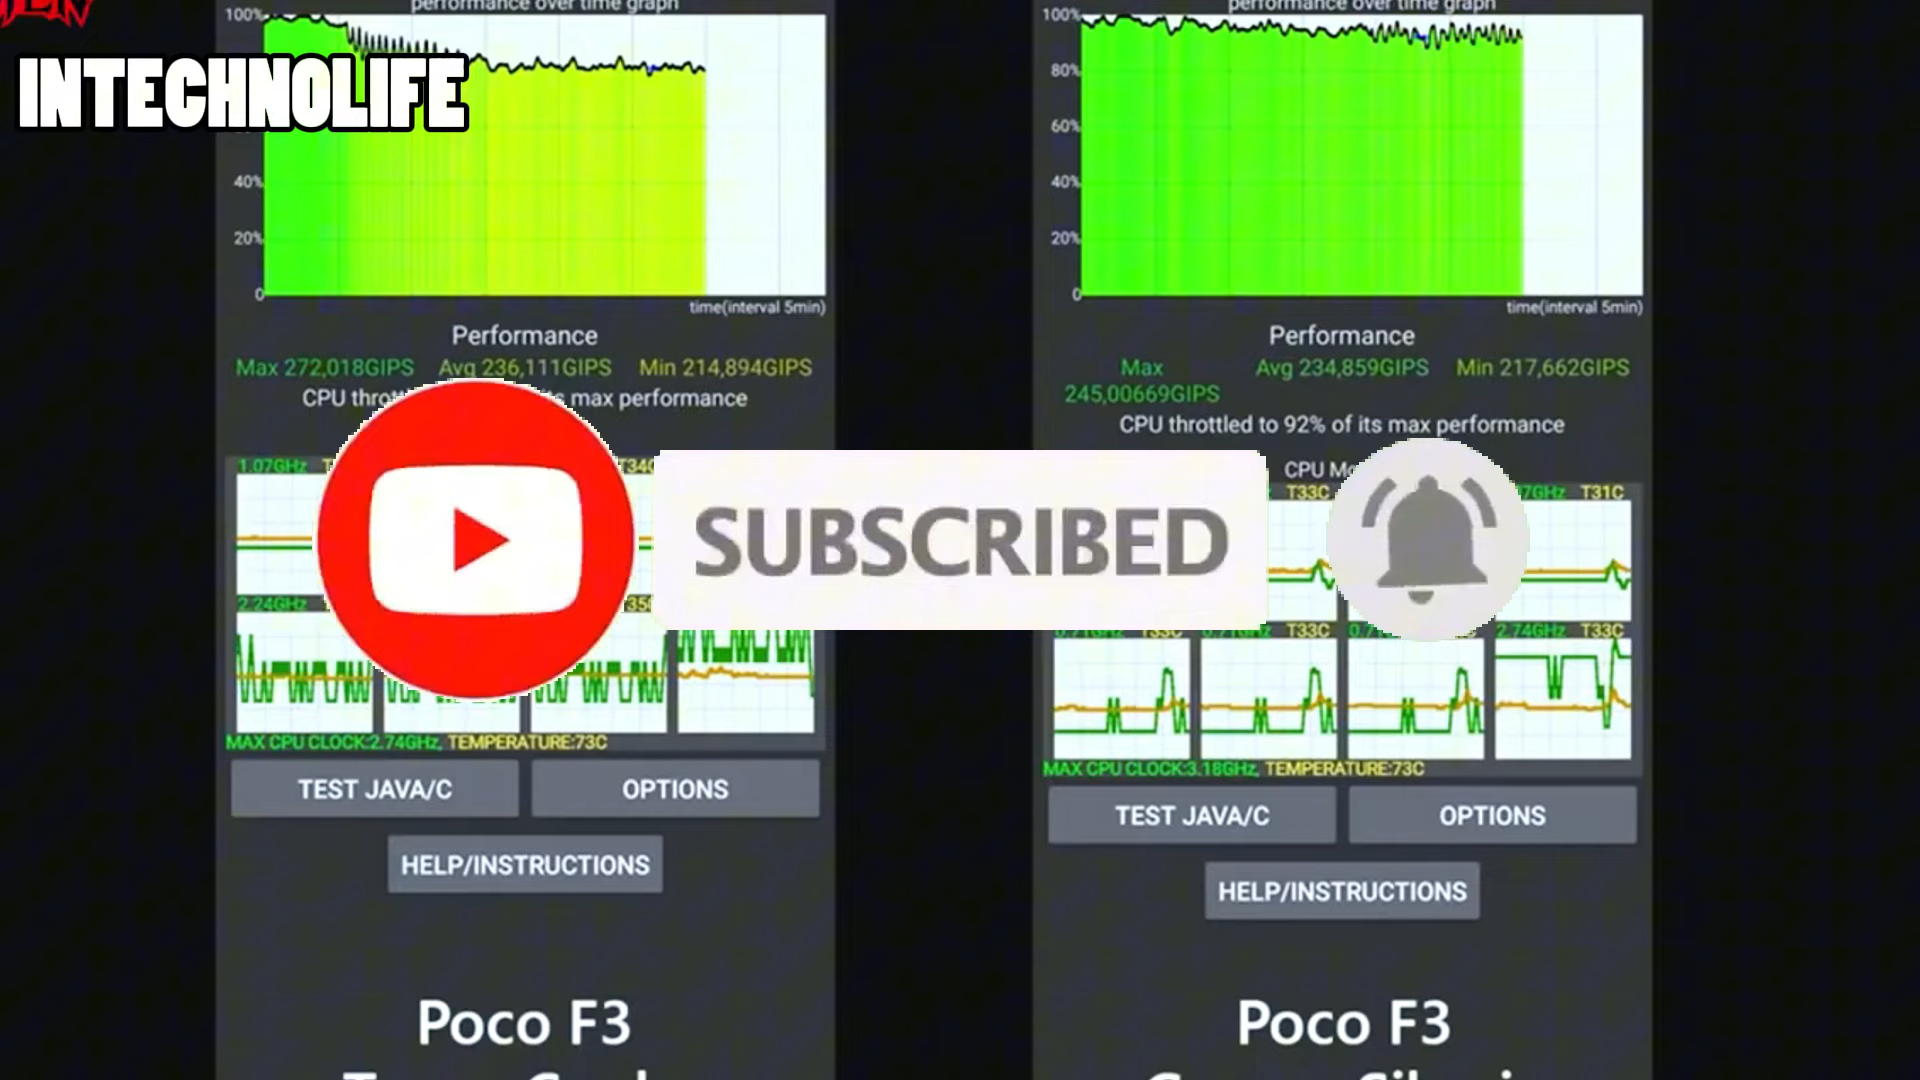 performance over time graph
100%
INTECHNOLIFE
40%
20%
0
time(interval 5min)
Performance
Max 272,018GIPS Avg 236,111GIPS Min 214,894GIPS
CPU max performance
1.07GHz
2.24GHz
MAX CPU CLOCK:2.74GHz, TEMPERATURE:73C
TEST JAVA/C OPTIONS
HELP/INSTRUCTIONS
Poco F3
performance over time graph
100%
80%
60%
40%
20%
0
time(interval 5min)
Performance
Max Avg 234,859GIPS Min 217,662GIPS
245,00669GIPS
CPU throttled to 92% of its max performance
CPU
T33C T31C
SUBSCRIBED
T33C T33C 2.74GHz T33C
MAX CPU CLOCK:3.18GHz, TEMPERATURE:73C
TEST JAVA/C OPTIONS
HELP/INSTRUCTIONS
Poco F3